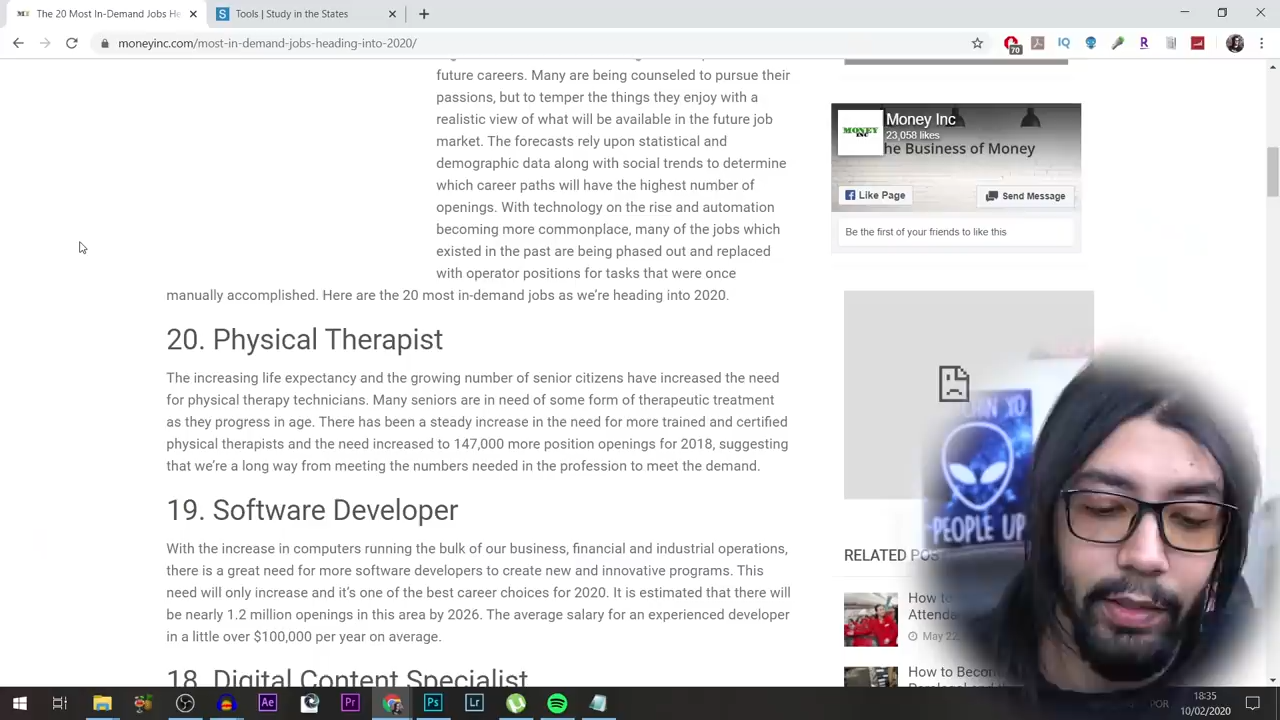 The 20 Most In-Demand Jobs He
Tools | Study in the States
moneyinc.com/most-in-demand-jobs-heading-into-2020/
70
IQ
R
future careers. Many are being counseled to pursue their
passions, but to temper the things they enjoy with a
realistic view of what will be available in the future job
market. The forecasts rely upon statistical and
demographic data along with social trends to determine
which career paths will have the highest number of
openings. With technology on the rise and automation
becoming more commonplace, many of the jobs which
existed in the past are being phased out and replaced
with operator positions for tasks that were once
manually accomplished. Here are the 20 most in-demand jobs as we're heading into 2020.
20. Physical Therapist
The increasing life expectancy and the growing number of senior citizens have increased the need
for physical therapy technicians. Many seniors are in need of some form of therapeutic treatment
as they progress in age. There has been a steady increase in the need for more trained and certified
physical therapists and the need increased to 147,000 more position openings for 2018, suggesting
that we're a long way from meeting the numbers needed in the profession to meet the demand.
19. Software Developer
With the increase in computers running the bulk of our business, financial and industrial operations,
there is a great need for more software developers to create new and innovative programs. This
need will only increase and it's one of the best career choices for 2020. It is estimated that there will
be nearly 1.2 million openings in this area by 2026. The average salary for an experienced developer
in a little over $100,000 per year on average.
18. Digital Content Specialist
MONEY INC
Money Inc
23,058 likes
he Business of Money
Like Page
Send Message
Be the first of your friends to like this
YO
PEOPLE UP
RELATED PO
How to
Attenda
May 22,
How to Becom
Ae
Pr
Ps
Lr
POR
18:35
10/02/2020